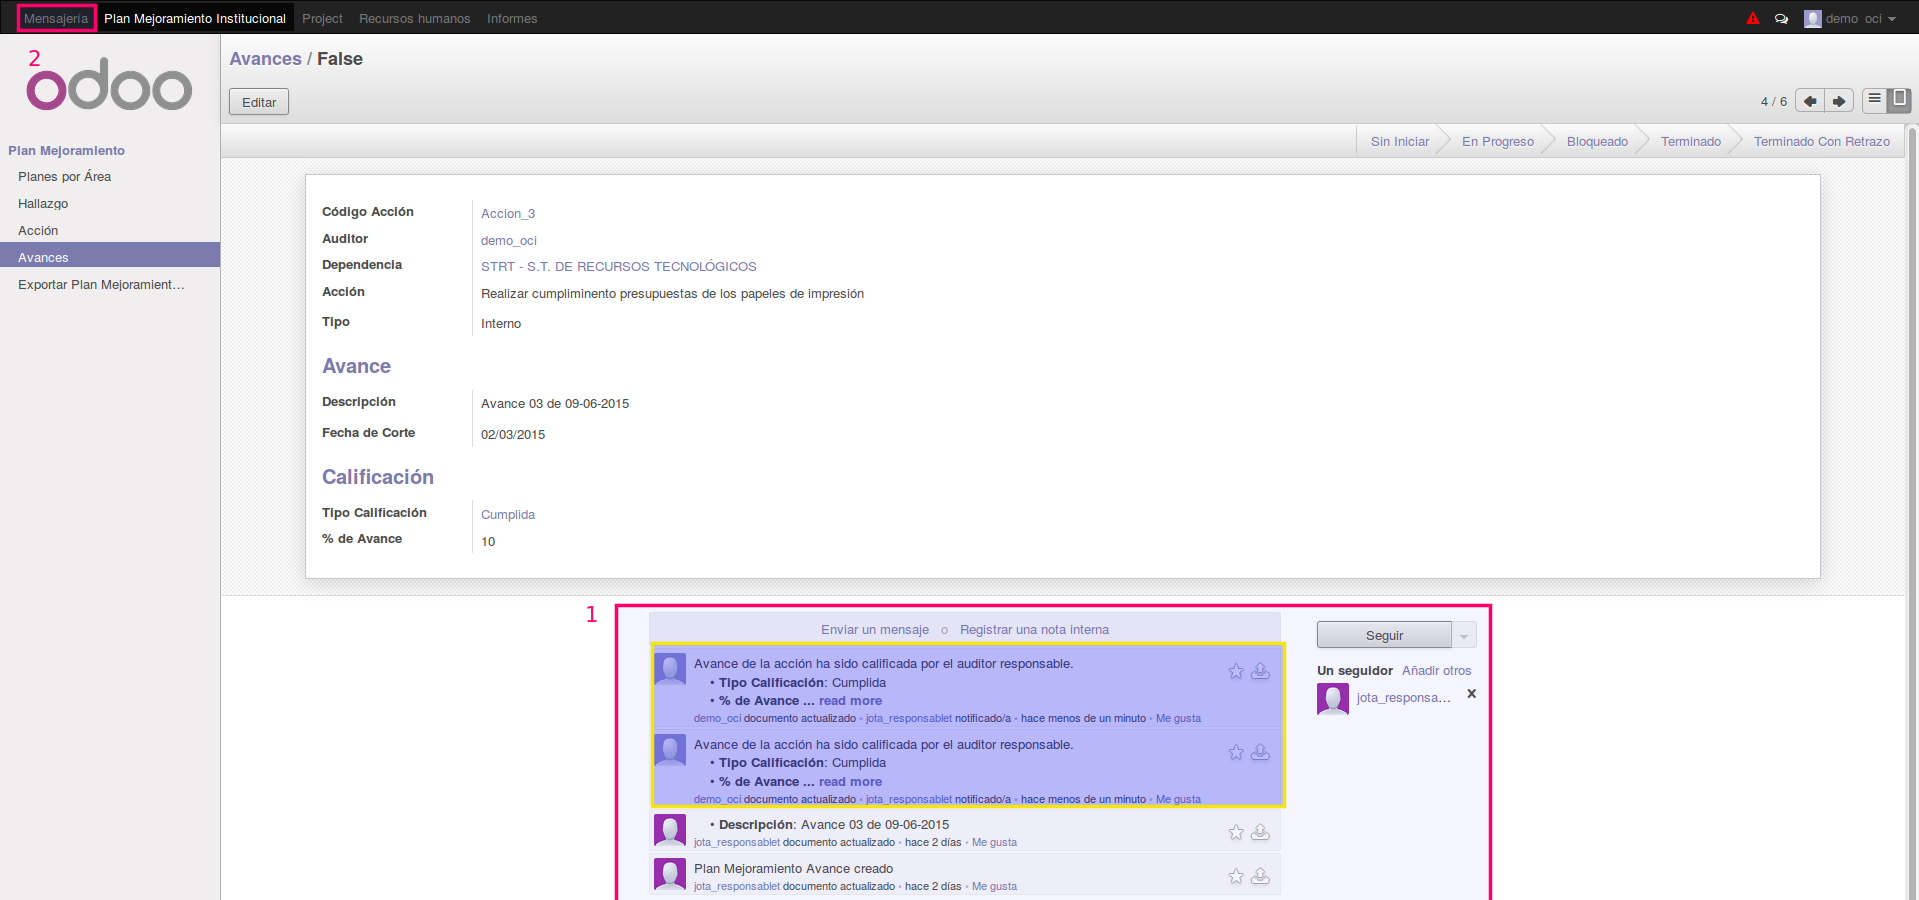 Mensajería Plan Mejoramiento Institucional Project Recursos humanos Informes demo oci
2
odoo
Avances / False
Editar
4 / 6
Sin Iniciar En Progreso Bloqueado Terminado Terminado Con Retrazo
Plan Mejoramiento
Planes por Área
Hallazgo
Acción
Avances
Exportar Plan Mejoramient...
Código Acción Accion_3
Auditor demo_oci
Dependencia STRT - S.T. DE RECURSOS TECNOLÓGICOS
Acción Realizar cumpliminento presupuestas de los papeles de impresión
Tipo Interno
Avance
Descripción Avance 03 de 09-06-2015
Fecha de Corte 02/03/2015
Calificación
Tipo Calificación Cumplida
% de Avance 10
1
Enviar un mensaje o Registrar una nota interna
Avance de la acción ha sido calificada por el auditor responsable.
• Tipo Calificación: Cumplida
• % de Avance ... read more
demo_oci documento actualizado • jota_responsablet notificado/a • hace menos de un minuto • Me gusta
Avance de la acción ha sido calificada por el auditor responsable.
• Tipo Calificación: Cumplida
• % de Avance ... read more
demo_oci documento actualizado • jota_responsablet notificado/a • hace menos de un minuto • Me gusta
• Descripción: Avance 03 de 09-06-2015
jota_responsablet documento actualizado • hace 2 días • Me gusta
Plan Mejoramiento Avance creado
jota_responsablet documento actualizado • hace 2 días • Me gusta
Seguir
Un seguidor Añadir otros
jota_responsa... x